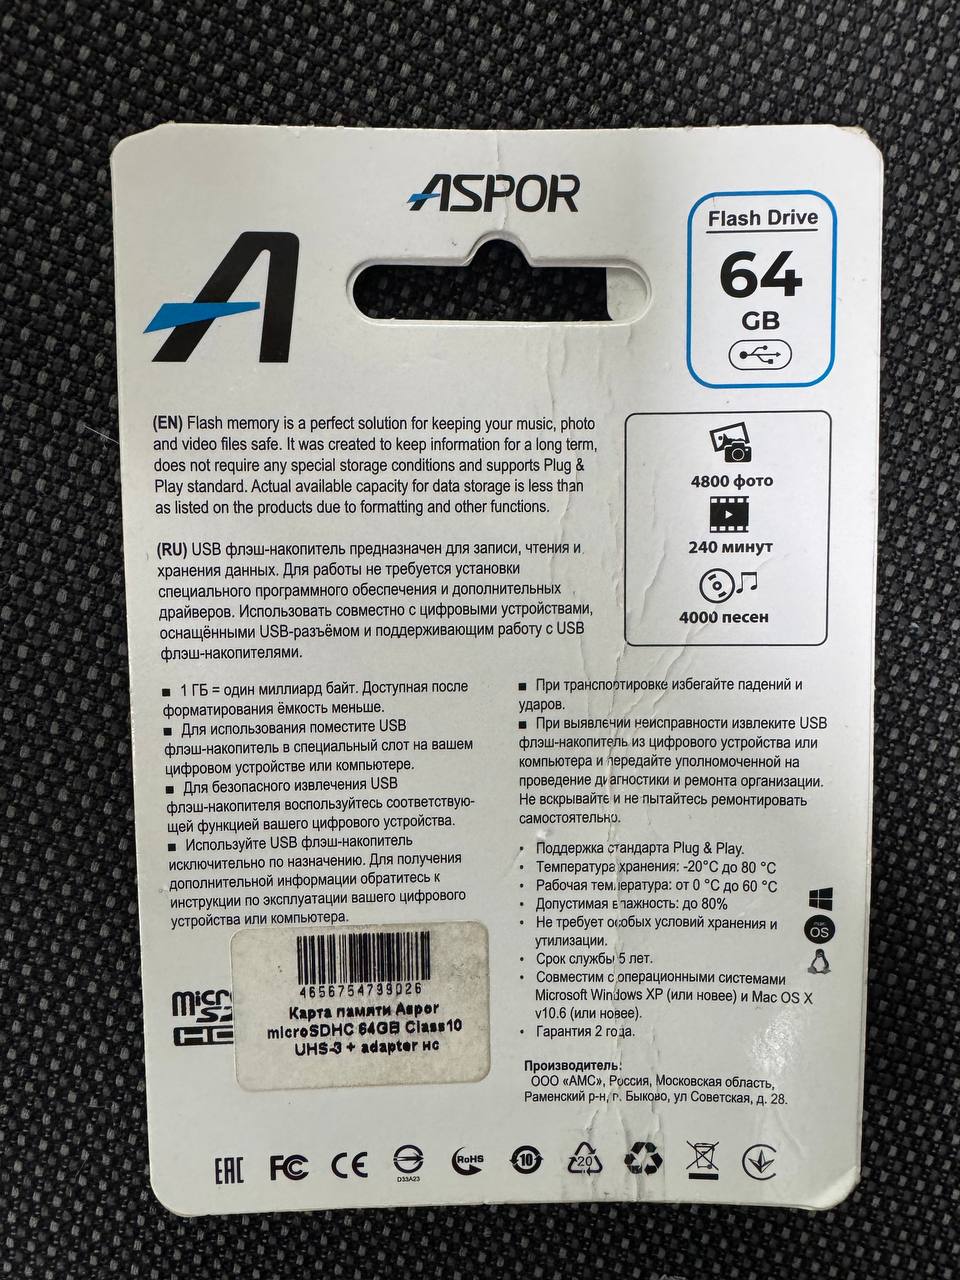 ASPOR
Flash Drive
64
GB
(EN) Flash memory is a perfect solution for keeping your music, photo
and video files safe. It was created to keep information for a long term,
does not require any special storage conditions and supports Plug &
Play standard. Actual available capacity for data storage is less than
as listed on the products due to formatting and other functions.
4800 фото
240 минут
4000 песен
(RU) USB флэш-накопитель предназначен для записи, чтения и
хранения данных. Для работы не требуется установки
специального программного обеспечения и дополнительных
драйверов. Использовать совместно с цифровыми устройствами,
оснащёнными USB-разъёмом и поддерживающим работу с USB
флэш-накопителями.
■ 1 ГБ = один миллиард байт. Доступная после
форматирования ёмкость меньше.
■ Для использования поместите USB
флэш-накопитель в специальный слот на вашем
цифровом устройстве или компьютере.
■ Для безопасного извлечения USB
флэш-накопителя воспользуйтесь соответствую-
щей функцией вашего цифрового устройства.
■ Используйте USB флэш-накопитель
исключительно по назначению. Для получения
дополнительной информации обратитесь к
инструкции по эксплуатации вашего цифрового
устройства или компьютера.
■ При транспортировке избегайте падений и
ударов.
■ При выявлении неисправности извлеките USB
флэш-накопитель из цифрового устройства или
компьютера и передайте уполномоченной на
проведение диагностики и ремонта организации.
Не вскрывайте и не пытайтесь ремонтировать
самостоятельно.
• Поддержка стандарта Plug & Play.
• Температура хранения: -20°C до 80 °C
• Рабочая температура: от 0 °C до 60 °C
• Допустимая влажность: до 80%
• Не требует особых условий хранения и
утилизации.
• Срок службы 5 лет.
• Совместим с операционными системами
Microsoft Windows XP (или новее) и Mac OS X
v10.6 (или новее).
• Гарантия 2 года.
OS
micro
HC
4656754799026
Карта памяти Aspor
microSDHC 64GB Class10
UHS-3 + adapter нс
Производитель:
ООО «АМС», Россия, Московская область,
Раменский р-н, г. Быково, ул Советская, д. 28.
EAC FC CE D33A23 RoHS 10 20